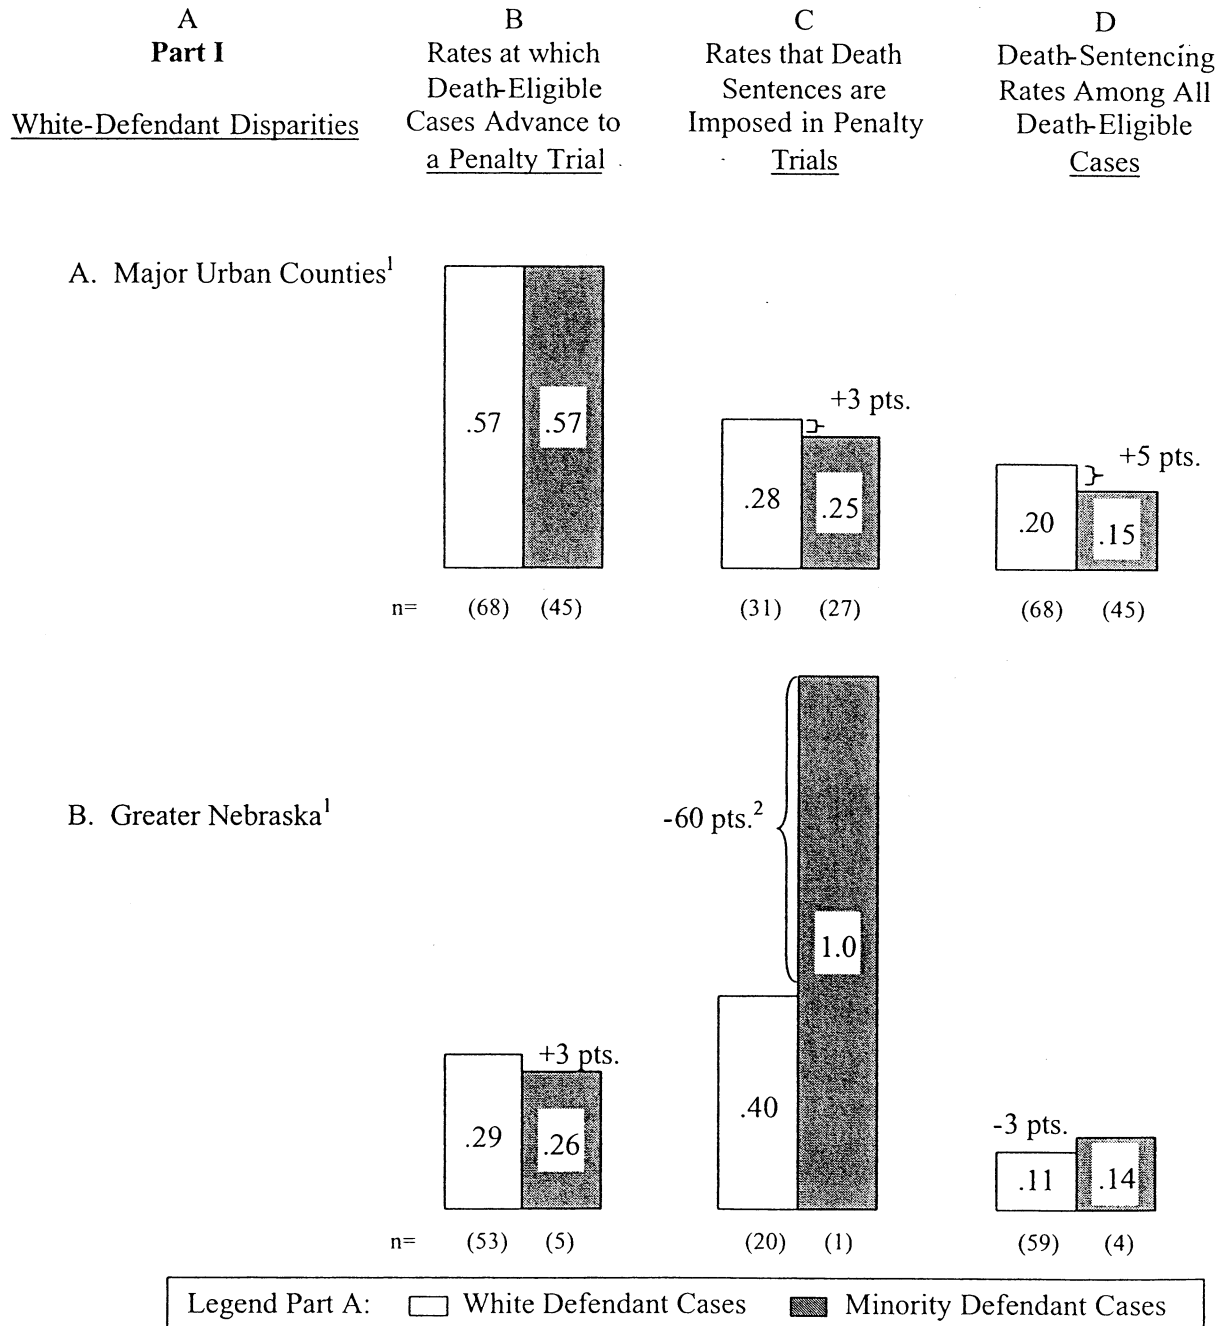 A
Part I
White-Defendant Disparities
B
Rates at which
Death-Eligible
Cases Advance to
a Penalty Trial
C
Rates that Death
Sentences are
Imposed in Penalty
Trials
D
Death-Sentencing
Rates Among All
Death-Eligible
Cases
A. Major Urban Counties¹
.57 .57
+3 pts.
.28 .25
+5 pts.
.20 .15
n= (68) (45) (31) (27) (68) (45)
B. Greater Nebraska¹
+3 pts.
.29 .26
-60 pts.²
.40 1.0
-3 pts.
.11 .14
n= (53) (5) (20) (1) (59) (4)
Legend Part A: White Defendant Cases Minority Defendant Cases